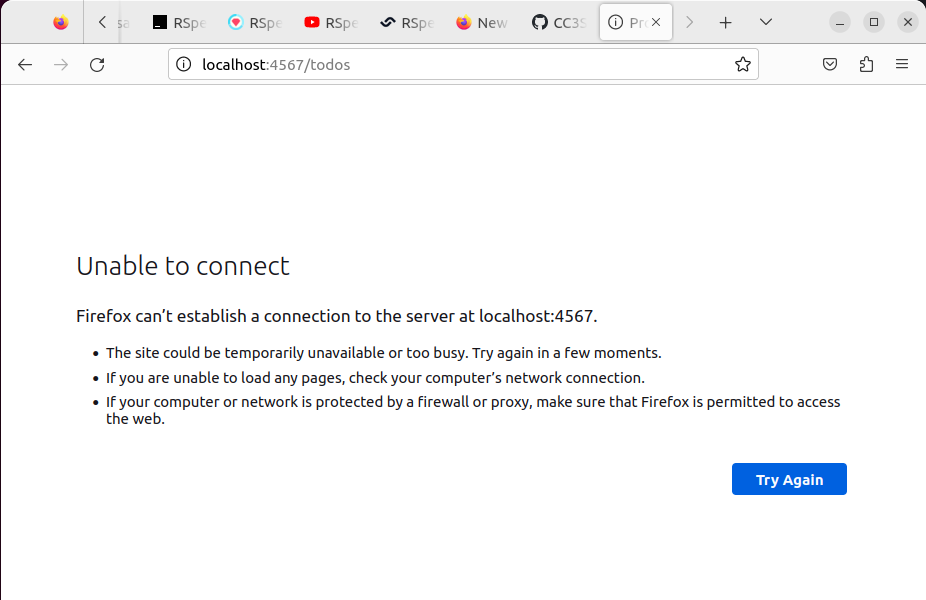 RSpe
RSpe
RSpe
RSpe
New
CC3S
Pro
localhost:4567/todos
Unable to connect
Firefox can’t establish a connection to the server at localhost:4567.
The site could be temporarily unavailable or too busy. Try again in a few moments.
If you are unable to load any pages, check your computer’s network connection.
If your computer or network is protected by a firewall or proxy, make sure that Firefox is permitted to access
the web.
Try Again